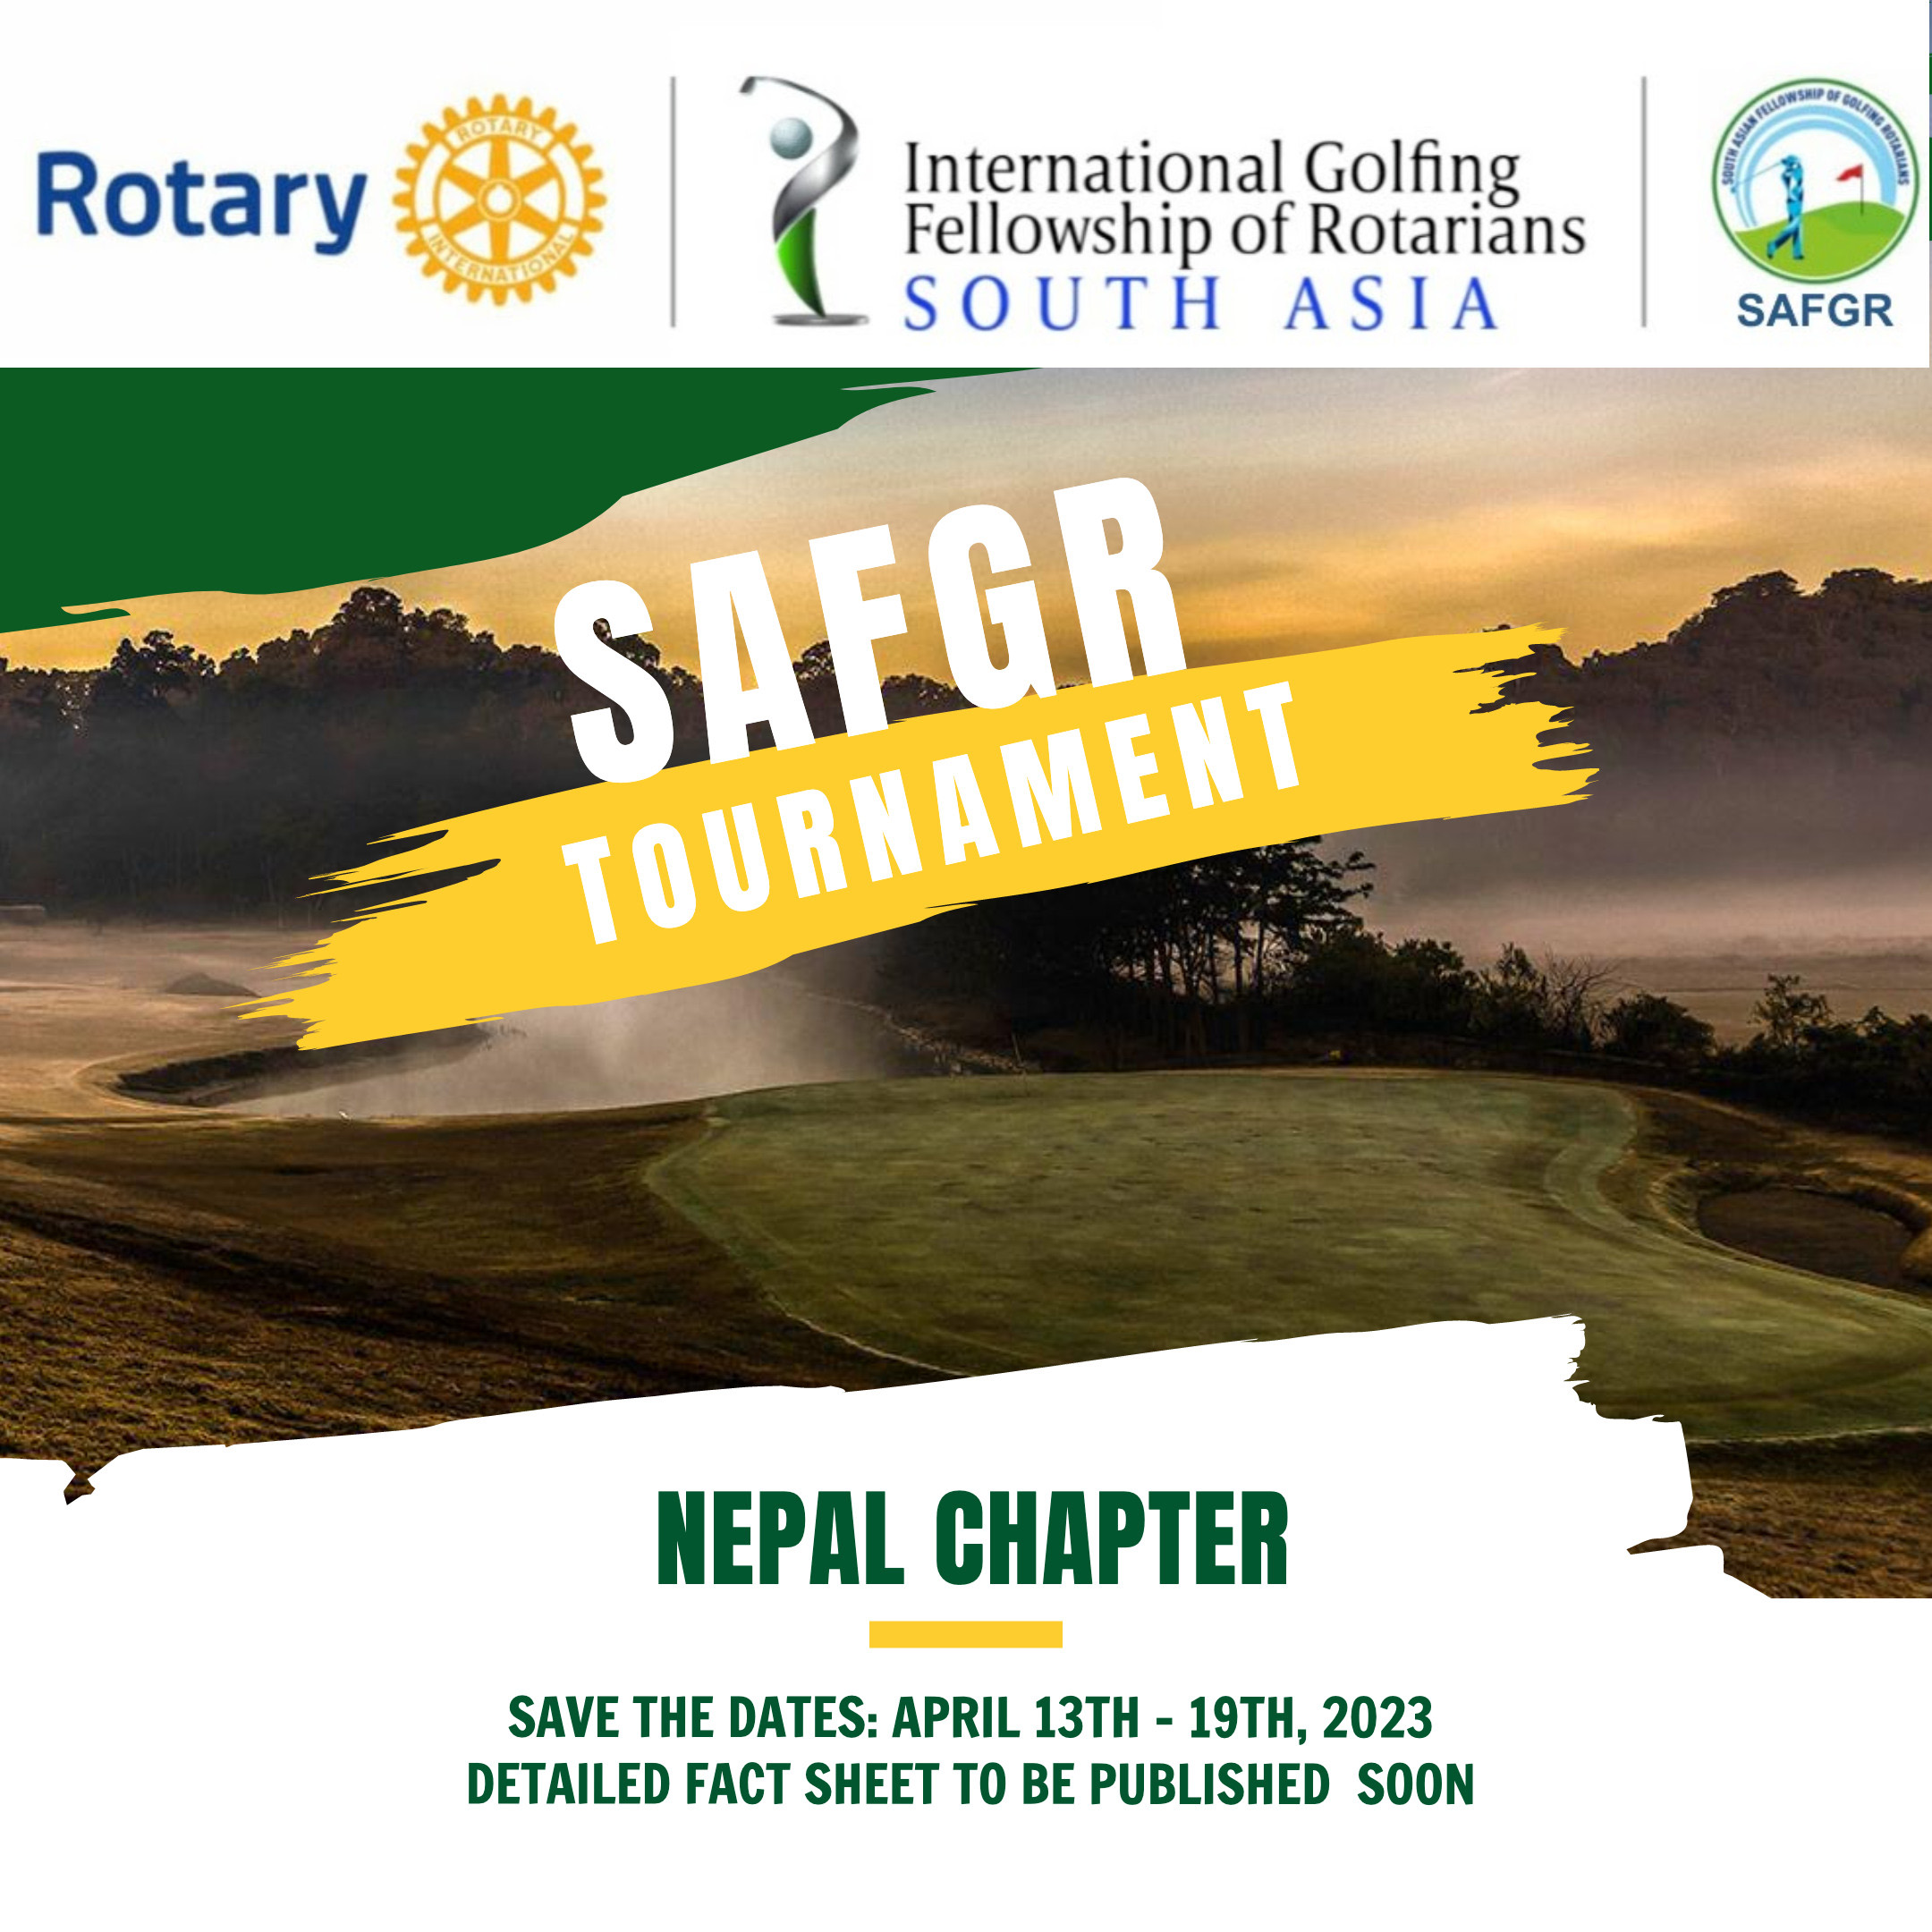 Rotary
ROTARY
INTERNATIONAL
International Golfing
Fellowship of Rotarians
SOUTH ASIA
SOUTH ASIAN FELLOWSHIP OF GOLFING ROTARIANS
SAFGR
SAFGR
TOURNAMENT
NEPAL CHAPTER
SAVE THE DATES: APRIL 13TH - 19TH, 2023
DETAILED FACT SHEET TO BE PUBLISHED SOON